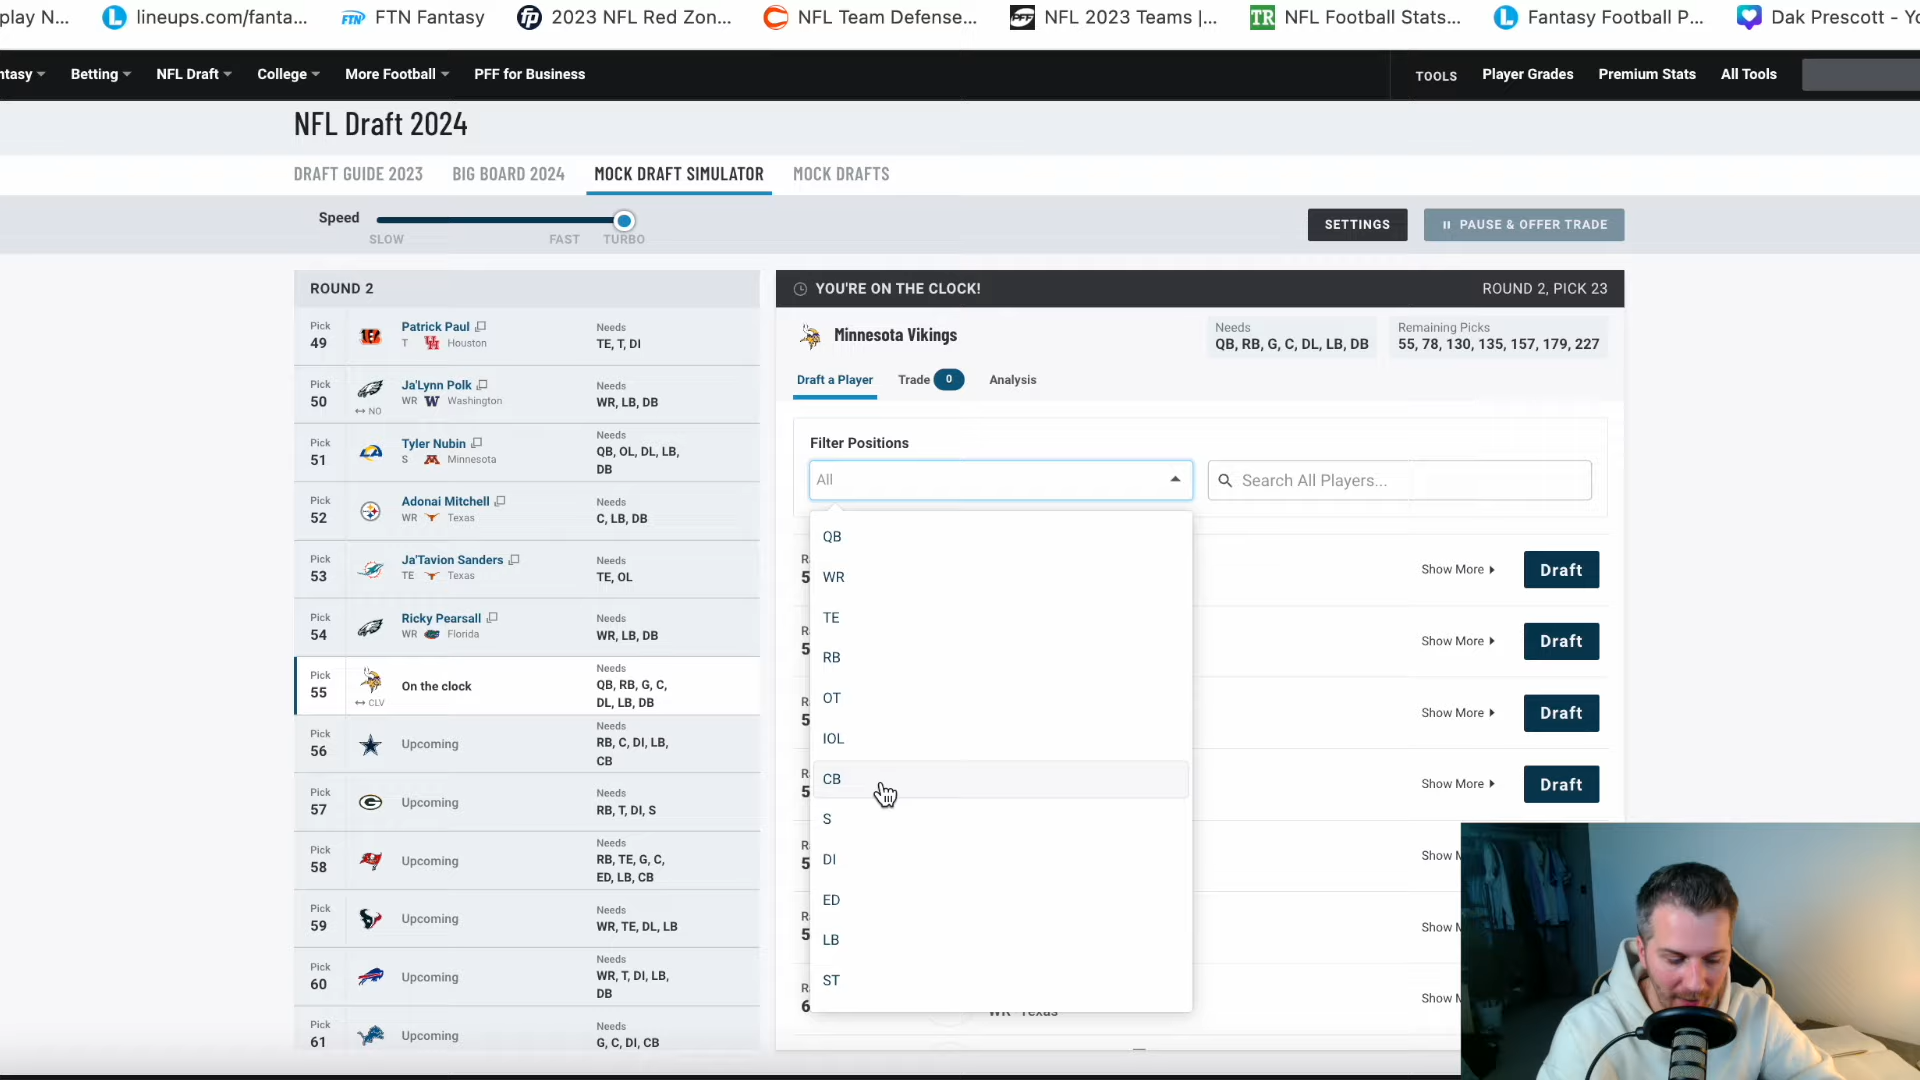 play N...
lineups.com/fanta...
FTN Fantasy
2023 NFL Red Zon...
NFL Team Defense...
NFL 2023 Teams |...
NFL Football Stats...
Fantasy Football P...
Dak Prescott - Yo
ntasy
Betting
NFL Draft
College
More Football
PFF for Business
TOOLS
Player Grades
Premium Stats
All Tools
NFL Draft 2024
DRAFT GUIDE 2023
BIG BOARD 2024
MOCK DRAFT SIMULATOR
MOCK DRAFTS
Speed
SLOW
FAST
TURBO
SETTINGS
PAUSE & OFFER TRADE
ROUND 2
Pick
49
Patrick Paul
T Houston
Needs
TE, T, DI
Pick
50
NO
Ja'Lynn Polk
WR W Washington
Needs
WR, LB, DB
Pick
51
Tyler Nubin
S Minnesota
Needs
QB, OL, DL, LB,
DB
Pick
52
Adonai Mitchell
WR Texas
Needs
C, LB, DB
Pick
53
Ja'Tavion Sanders
TE Texas
Needs
TE, OL
Pick
54
Ricky Pearsall
WR Florida
Needs
WR, LB, DB
Pick
55
CLV
On the clock
Needs
QB, RB, G, C,
DL, LB, DB
Pick
56
Upcoming
Needs
RB, C, DI, LB,
CB
Pick
57
Upcoming
Needs
RB, T, DI, S
Pick
58
Upcoming
Needs
RB, TE, G, C,
ED, LB, CB
Pick
59
Upcoming
Needs
WR, TE, DL, LB
Pick
60
Upcoming
Needs
WR, T, DI, LB,
DB
Pick
61
Upcoming
Needs
G, C, DI, CB
YOU'RE ON THE CLOCK!
ROUND 2, PICK 23
Minnesota Vikings
Needs
QB, RB, G, C, DL, LB, DB
Remaining Picks
55, 78, 130, 135, 157, 179, 227
Draft a Player
Trade 0
Analysis
Filter Positions
All
Search All Players...
QB
WR
TE
RB
OT
IOL
CB
S
DI
ED
LB
ST
Show More
Draft
Show More
Draft
Show More
Draft
Show More
Draft
Show M
Show M
Show M
WR Texas